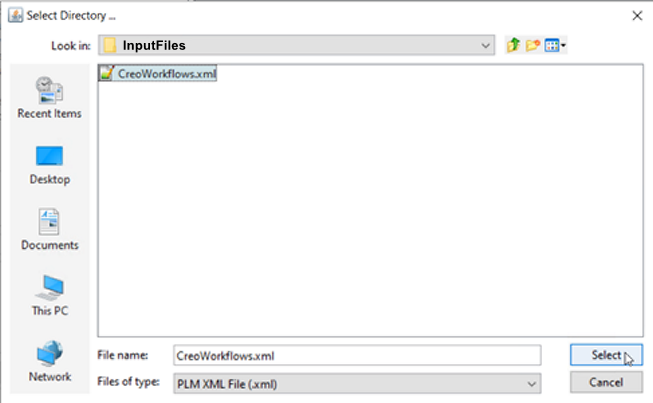 Select Directory ...
Look in: InputFiles
CreoWorkflows.xml
Recent Items
Desktop
Documents
This PC
Network
File name: CreoWorkflows.xml Select
Files of type: PLM XML File (.xml) Cancel